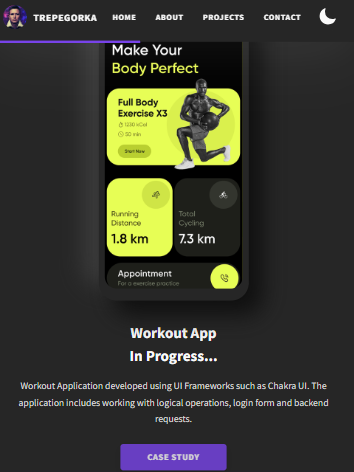 TREPEGORKA HOME ABOUT PROJECTS CONTACT
Make Your
Body Perfect
Full Body
Exercise X3
1230 kCal
30 min
Start Now
Running
Distance
1.8 km
Total
Cycling
7.3 km
Appointment
For a exercise practice
Workout App
In Progress...
Workout Application developed using UI Frameworks such as Chakra UI. The
application includes working with logical operations, login form and backend
requests.
CASE STUDY